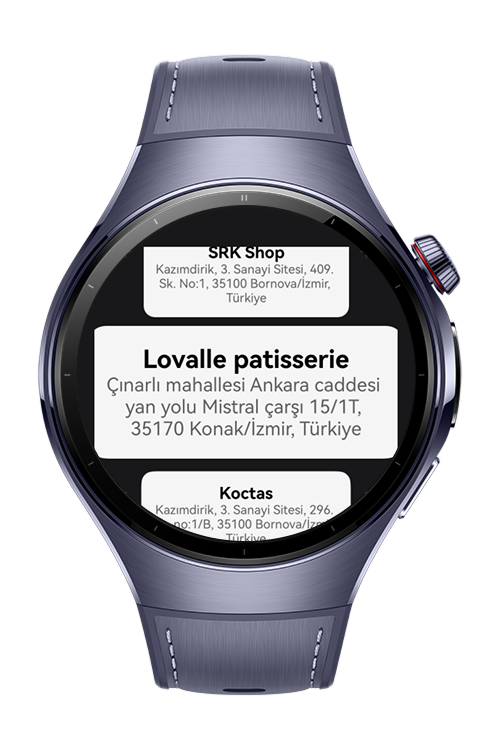 SRK Shop
Kazımdirik, 3. Sanayi Sitesi, 409.
Sk. No:1, 35100 Bornova/İzmir,
Türkiye
Lovalle patisserie
Çınarlı mahallesi Ankara caddesi
yan yolu Mistral çarşı 15/1T,
35170 Konak/İzmir, Türkiye
Koctas
Kazımdirik, 3. Sanayi Sitesi, 296.
no:1/B, 35100 Bornova/İzmir
Türkiye